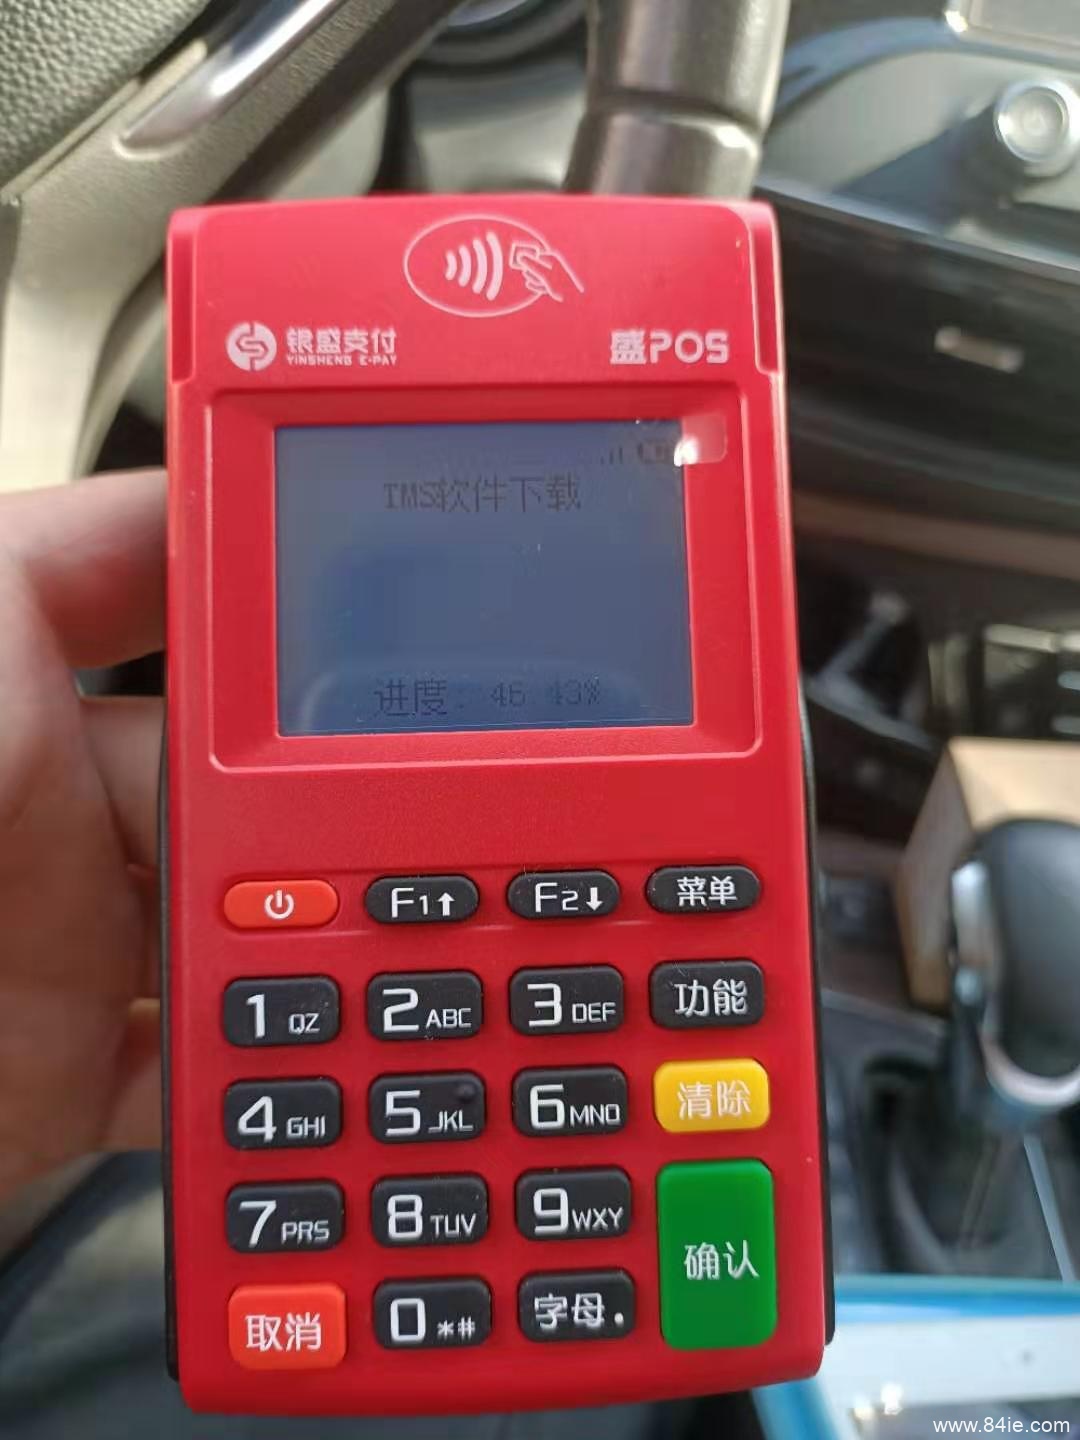 银盛支付
YINSHENG E-PAY
盛POS
TMS软件下载
进度: 46.43%
F1↑
F2↓
菜单
1 QZ
2 ABC
3 DEF
功能
4 GHI
5 JKL
6 MNO
清除
7 PRS
8 TUV
9 WXY
确认
取消
0 *#
字母.
www.84ie.com